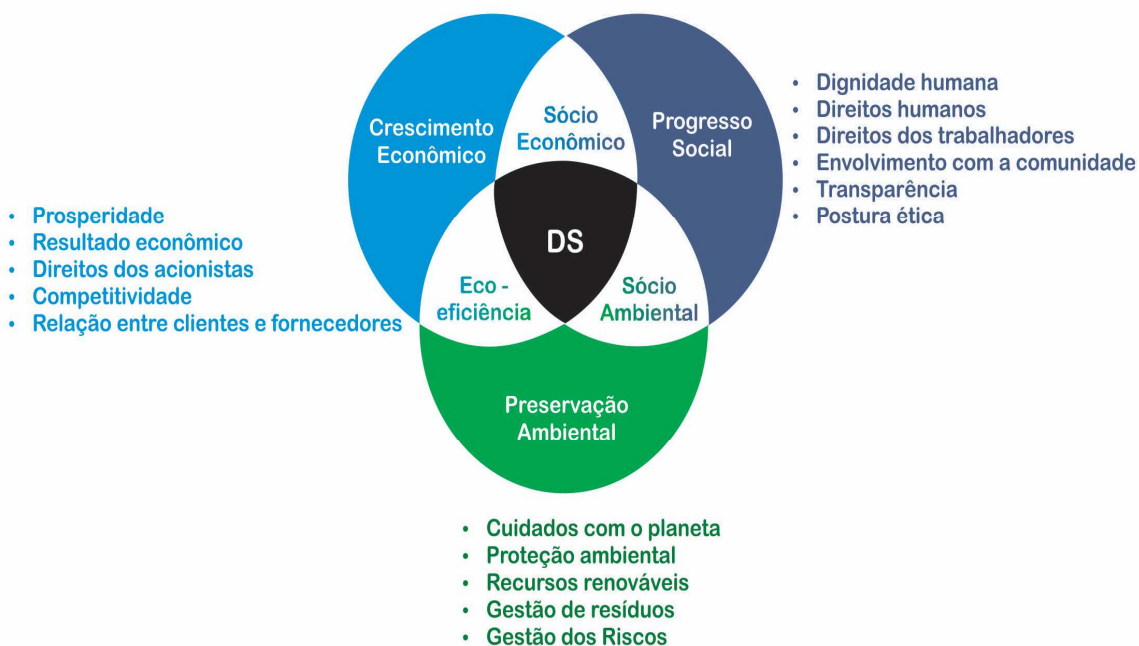 Crescimento
Econômico
Sócio
Econômico
Progresso
Social
DS
Eco -
eficiência
Sócio
Ambiental
Preservação
Ambiental
• Prosperidade
• Resultado econômico
• Direitos dos acionistas
• Competitividade
• Relação entre clientes e fornecedores
• Dignidade humana
• Direitos humanos
• Direitos dos trabalhadores
• Envolvimento com a comunidade
• Transparência
• Postura ética
• Cuidados com o planeta
• Proteção ambiental
• Recursos renováveis
• Gestão de resíduos
• Gestão dos Riscos